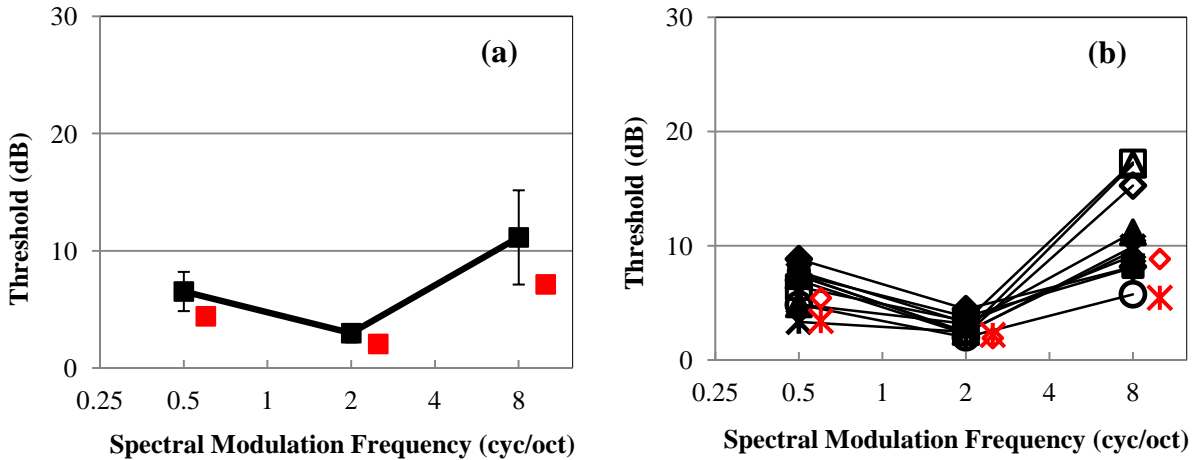 (a)
Threshold (dB)
30
20
10
0
0.25 0.5 1 2 4 8
Spectral Modulation Frequency (cyc/oct)
(b)
Threshold (dB)
30
20
10
0
0.25 0.5 1 2 4 8
Spectral Modulation Frequency (cyc/oct)